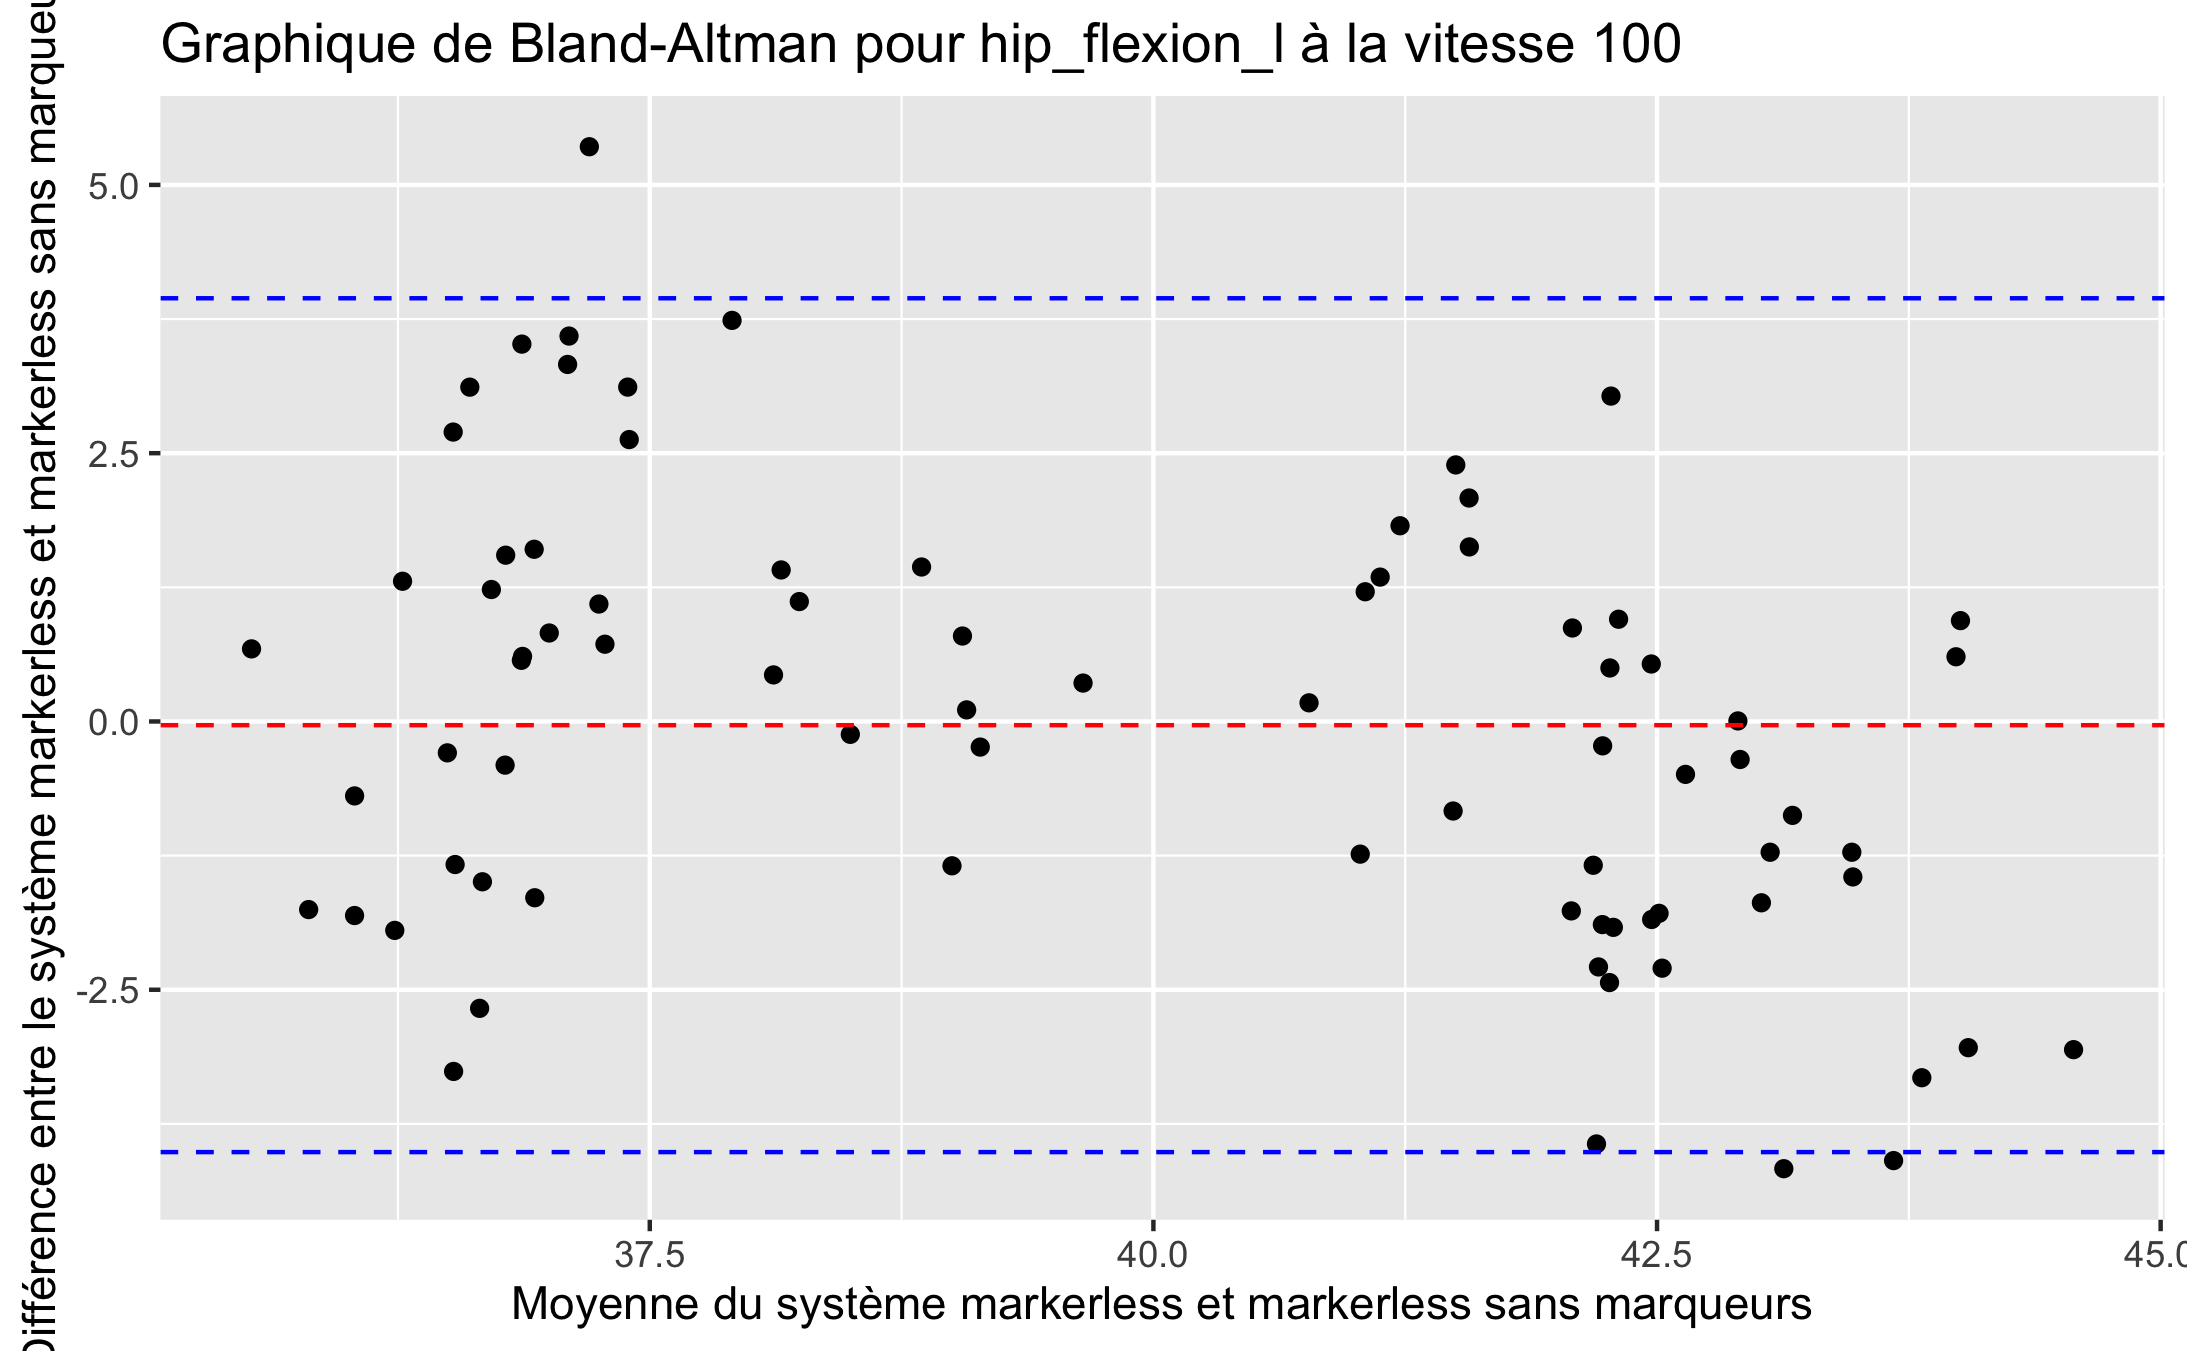 Graphique de Bland-Altman pour hip_flexion_l à la vitesse 100
Différence entre le système markerless et markerless sans marqueu
5.0
2.5
0.0
-2.5
37.5
40.0
42.5
45.0
Moyenne du système markerless et markerless sans marqueurs